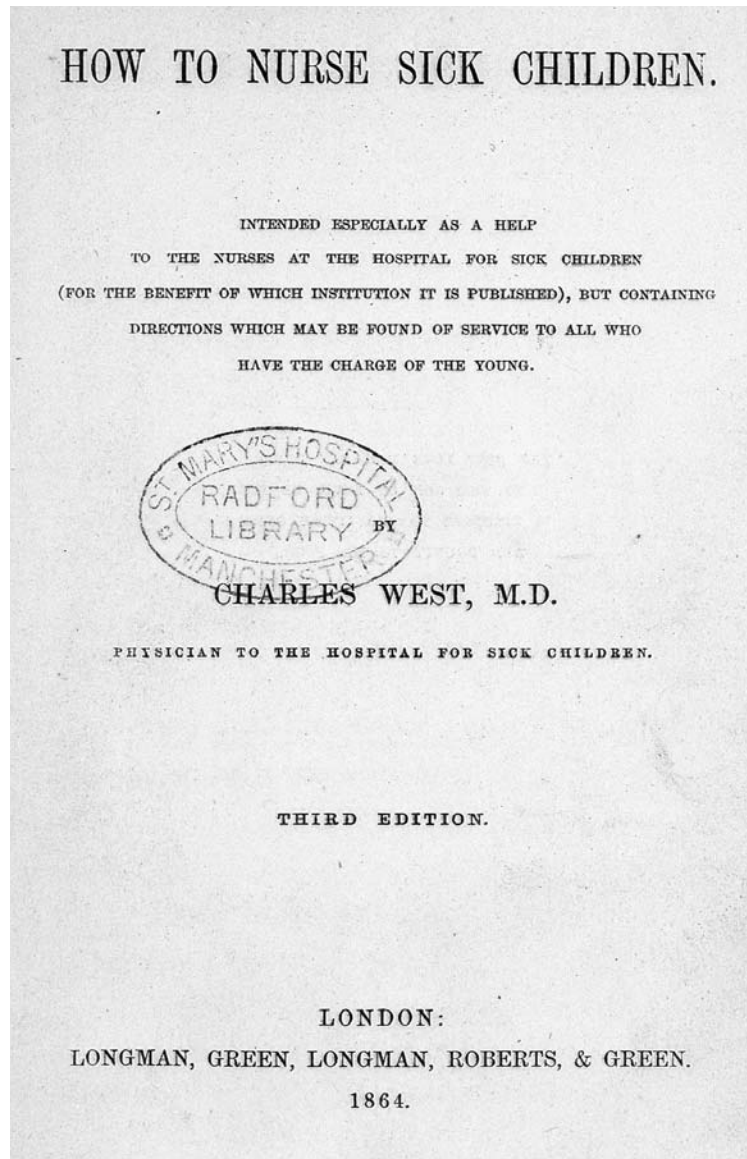 HOW TO NURSE SICK CHILDREN.
INTENDED ESPECIALLY AS A HELP
TO THE NURSES AT THE HOSPITAL FOR SICK CHILDREN
(FOR THE BENEFIT OF WHICH INSTITUTION IT IS PUBLISHED), BUT CONTAINING
DIRECTIONS WHICH MAY BE FOUND OF SERVICE TO ALL WHO
HAVE THE CHARGE OF THE YOUNG.
ST. MARY'S HOSPITAL
RADFORD
LIBRARY
MANCHESTER
BY
CHARLES WEST, M.D.
PHYSICIAN TO THE HOSPITAL FOR SICK CHILDREN.
THIRD EDITION.
LONDON:
LONGMAN, GREEN, LONGMAN, ROBERTS, & GREEN.
1864.